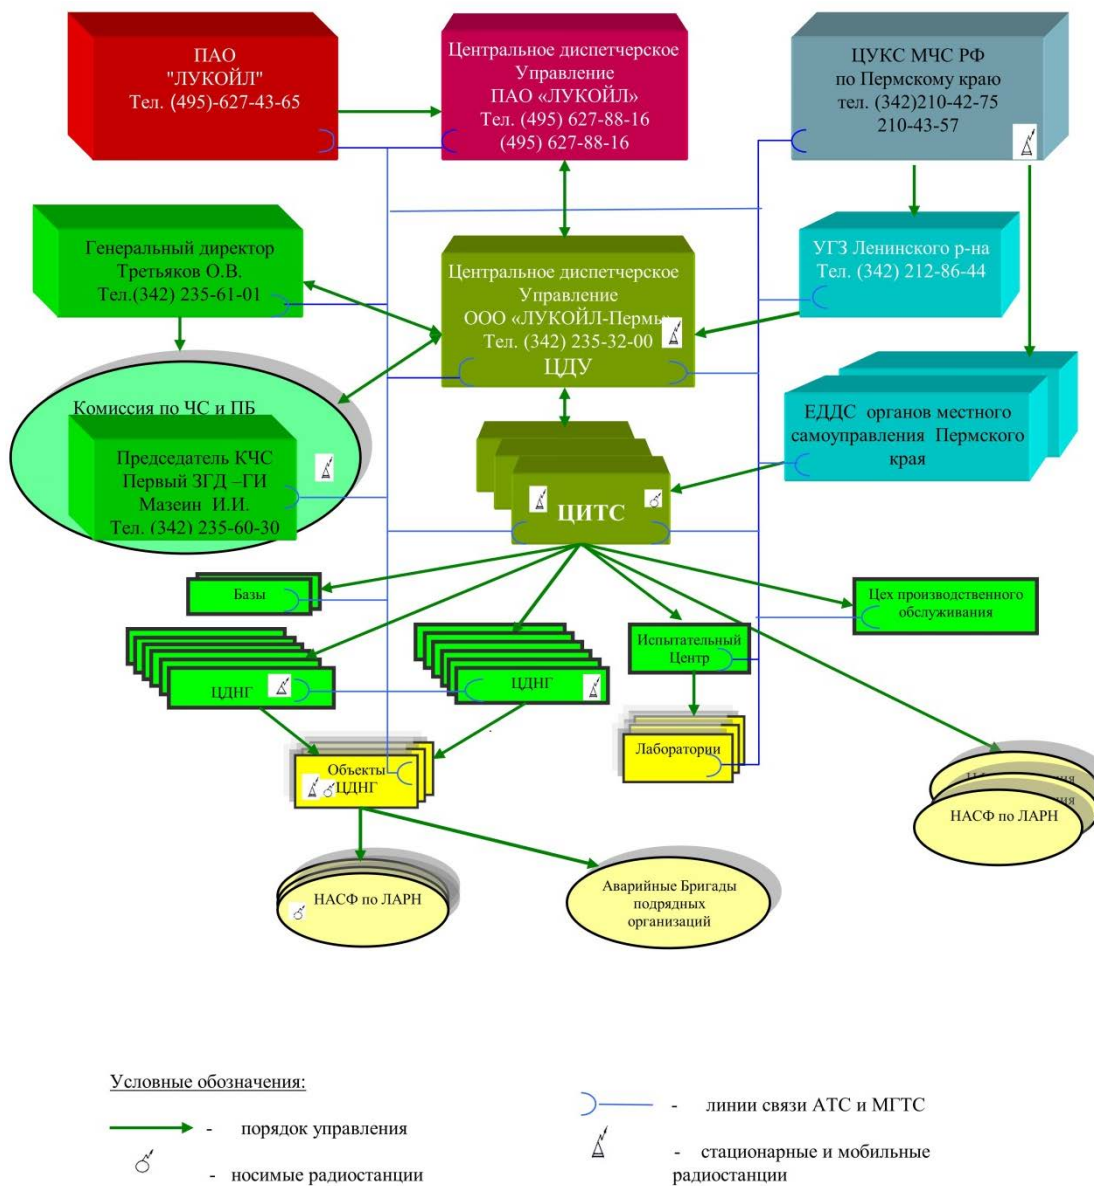 ПАО
"ЛУКОЙЛ"
Тел. (495)-627-43-65
Центральное диспетчерское
Управление
ПАО «ЛУКОЙЛ»
Тел. (495) 627-88-16
(495) 627-88-16
ЦУКС МЧС РФ
по Пермскому краю
тел. (342)210-42-75
210-43-57
Генеральный директор
Третьяков О.В.
Тел.(342) 235-61-01
Центральное диспетчерское
Управление
ООО «ЛУКОЙЛ-Пермь»
Тел. (342) 235-32-00
ЦДУ
УГЗ Ленинского р-на
Тел. (342) 212-86-44
Комиссия по ЧС и ПБ
Председатель КЧС
Первый ЗГД –ГИ
Мазеин И.И.
Тел. (342) 235-60-30
ЕДДС органов местного
самоуправления Пермского
края
ЦИТС
Базы
Цех производственного
обслуживания
Испытательный
Центр
ЦДНГ
ЦДНГ
Объекты
ЦДНГ
Лаборатории
НАСФ по ЛАРН
НАСФ по ЛАРН
Аварийные Бригады
подрядных
организаций
Условные обозначения:
- порядок управления
- линии связи АТС и МГТС
- носимые радиостанции
- стационарные и мобильные
радиостанции